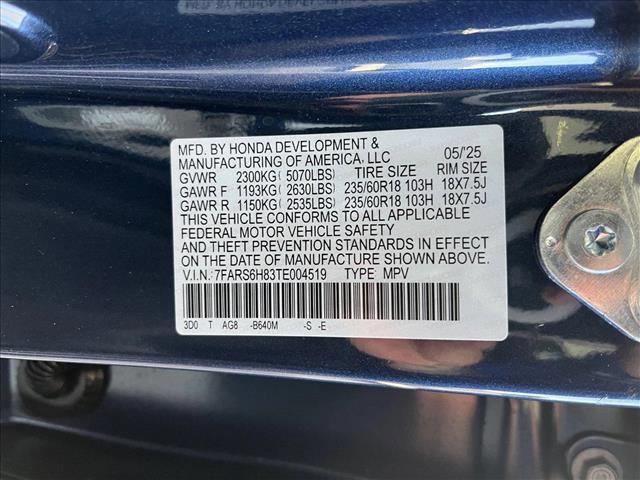 MFD. BY HONDA DEVELOPMENT &
MANUFACTURING OF AMERICA, LLC 05/'25
GVWR 2300KG( 5070LBS) TIRE SIZE RIM SIZE
GAWR F 1193KG( 2630LBS) 235/60R18 103H 18X7.5J
GAWR R 1150KG( 2535LBS) 235/60R18 103H 18X7.5J
THIS VEHICLE CONFORMS TO ALL APPLICABLE
FEDERAL MOTOR VEHICLE SAFETY
AND THEFT PREVENTION STANDARDS IN EFFECT
ON THE DATE OF MANUFACTURE SHOWN ABOVE.
V.I.N.: 7FARS6H83TE004519 TYPE: MPV
3D0 T AG8 -B640M -S -E